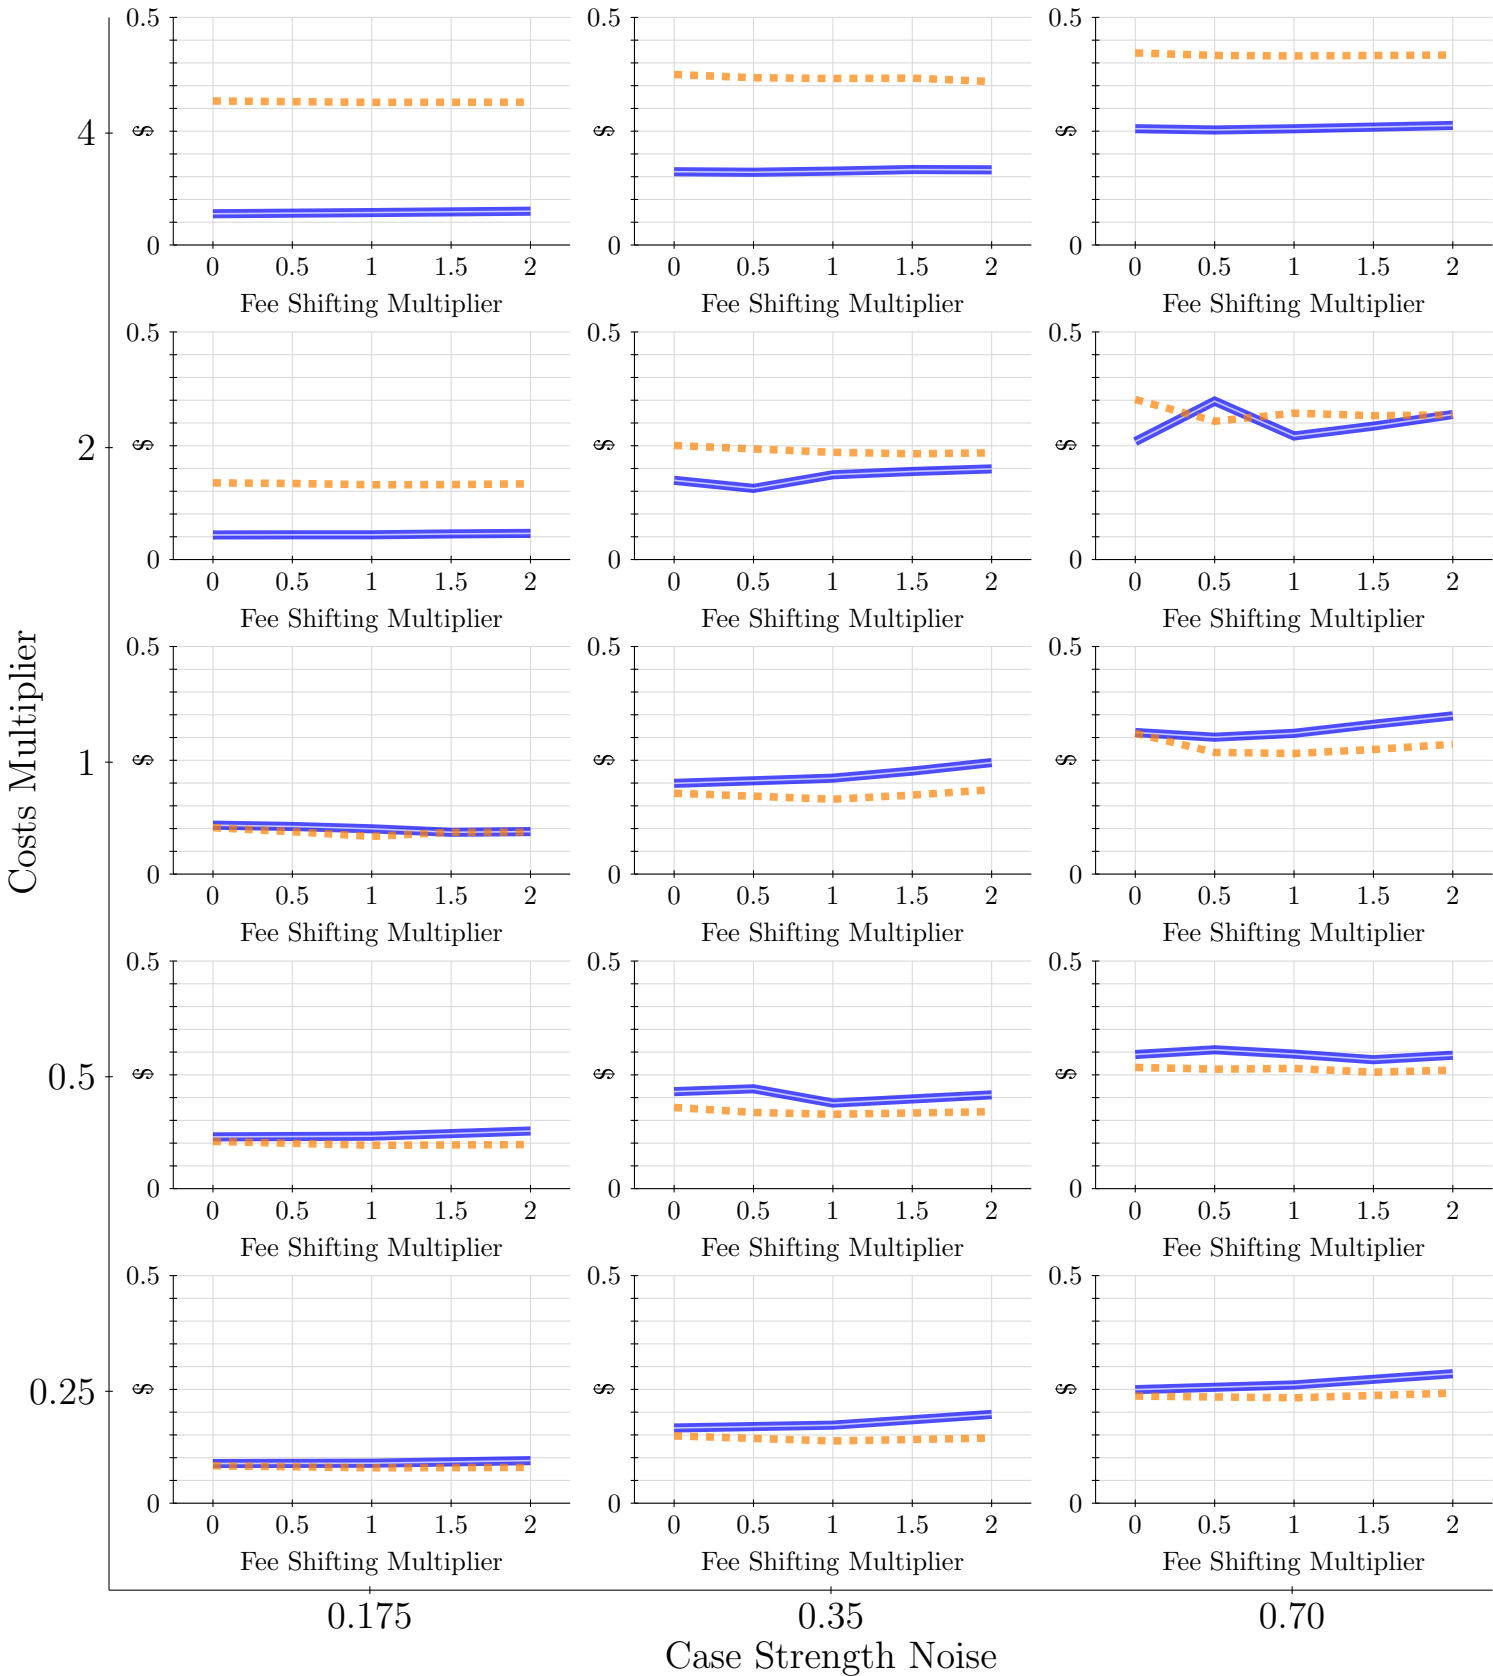 0.5 0.5 0.5
4 $ $ $
0 0 0
0 0.5 1 1.5 2 0 0.5 1 1.5 2 0 0.5 1 1.5 2
Fee Shifting Multiplier Fee Shifting Multiplier Fee Shifting Multiplier
0.5 0.5 0.5
2 $ $ $
0 0 0
0 0.5 1 1.5 2 0 0.5 1 1.5 2 0 0.5 1 1.5 2
Fee Shifting Multiplier Fee Shifting Multiplier Fee Shifting Multiplier
Costs Multiplier
0.5 0.5 0.5
1 $ $ $
0 0 0
0 0.5 1 1.5 2 0 0.5 1 1.5 2 0 0.5 1 1.5 2
Fee Shifting Multiplier Fee Shifting Multiplier Fee Shifting Multiplier
0.5 0.5 0.5
0.5 $ $ $
0 0 0
0 0.5 1 1.5 2 0 0.5 1 1.5 2 0 0.5 1 1.5 2
Fee Shifting Multiplier Fee Shifting Multiplier Fee Shifting Multiplier
0.5 0.5 0.5
0.25 $ $ $
0 0 0
0 0.5 1 1.5 2 0 0.5 1 1.5 2 0 0.5 1 1.5 2
Fee Shifting Multiplier Fee Shifting Multiplier Fee Shifting Multiplier
0.175 0.35 0.70
Case Strength Noise